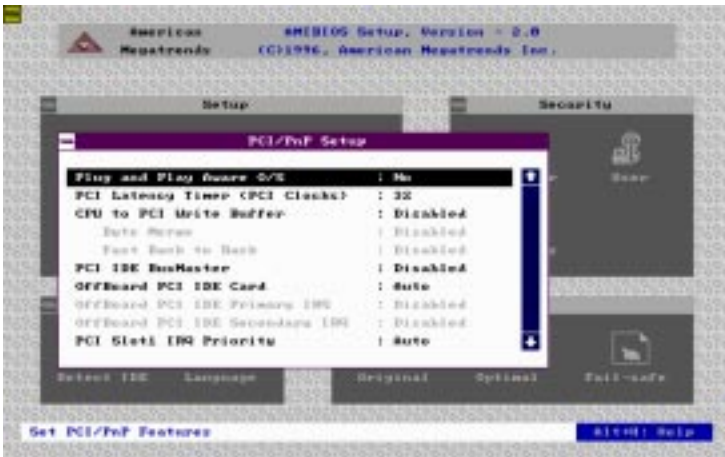 American Megatrends
AMIBIOS Setup, Version - 2.0
(C)1996, American Megatrends Inc.
Setup
Security
PCI/PnP Setup
Plug and Play Aware O/S : No
PCI Latency Timer (PCI Clocks) : 32
CPU to PCI Write Buffer : Disabled
Byte Merge : Disabled
Fast Back to Back : Disabled
PCI IDE BusMaster : Disabled
OffBoard PCI IDE Card : Auto
OffBoard PCI IDE Primary IRQ : Disabled
OffBoard PCI IDE Secondary IRQ : Disabled
PCI Slot1 IRQ Priority : Auto
User
Detect IDE
Language
Original
Optimal
Fail-safe
Set PCI/PnP Features
Alt+H: Help